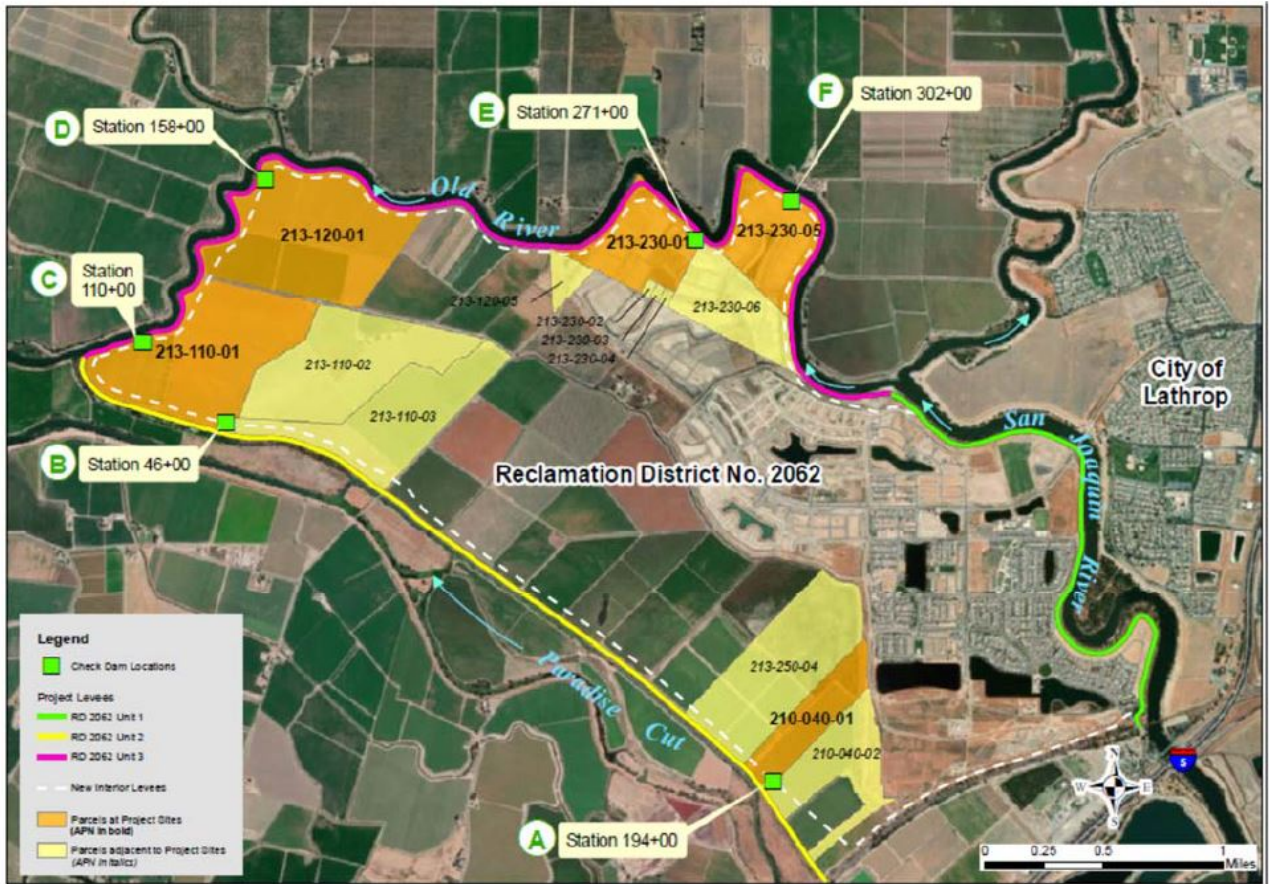 F
Station 302+00
E
Station 271+00
D
Station 158+00
Old
River
213-120-01
213-230-01
213-230-05
C
Station
110+00
213-120-05
213-230-06
213-230-02
213-230-03
213-230-04
213-110-01
213-110-02
213-110-03
City of
Lathrop
San
Joaquin
River
B
Station 46+00
Reclamation District No. 2062
Paradise
Cut
213-250-04
210-040-01
210-040-02
A
Station 194+00
Legend
Check Dam Locations
Project Levees
RD 2062 Unit 1
RD 2062 Unit 2
RD 2062 Unit 3
New Interior Levees
Parcels at Project Sites
(APN in bold)
Parcels adjacent to Project Sites
(APN in italics)
N
W E
S
5
0 0.25 0.5 1
Miles